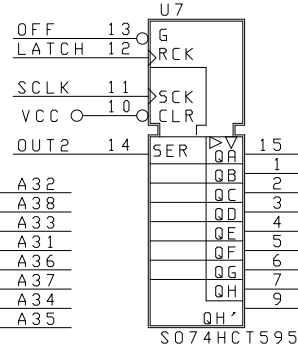 U7
OFF 13 G
LATCH 12 RCK
SCLK 11 SCK
VCC 10 CLR
OUT2 14 SER
QA 15
QB 1
A32 QC 2
A38 QD 3
A33 QE 4
A31 QF 5
A36 QG 6
A37 QH 7
A34 9
A35 QH'
SO74HCT595